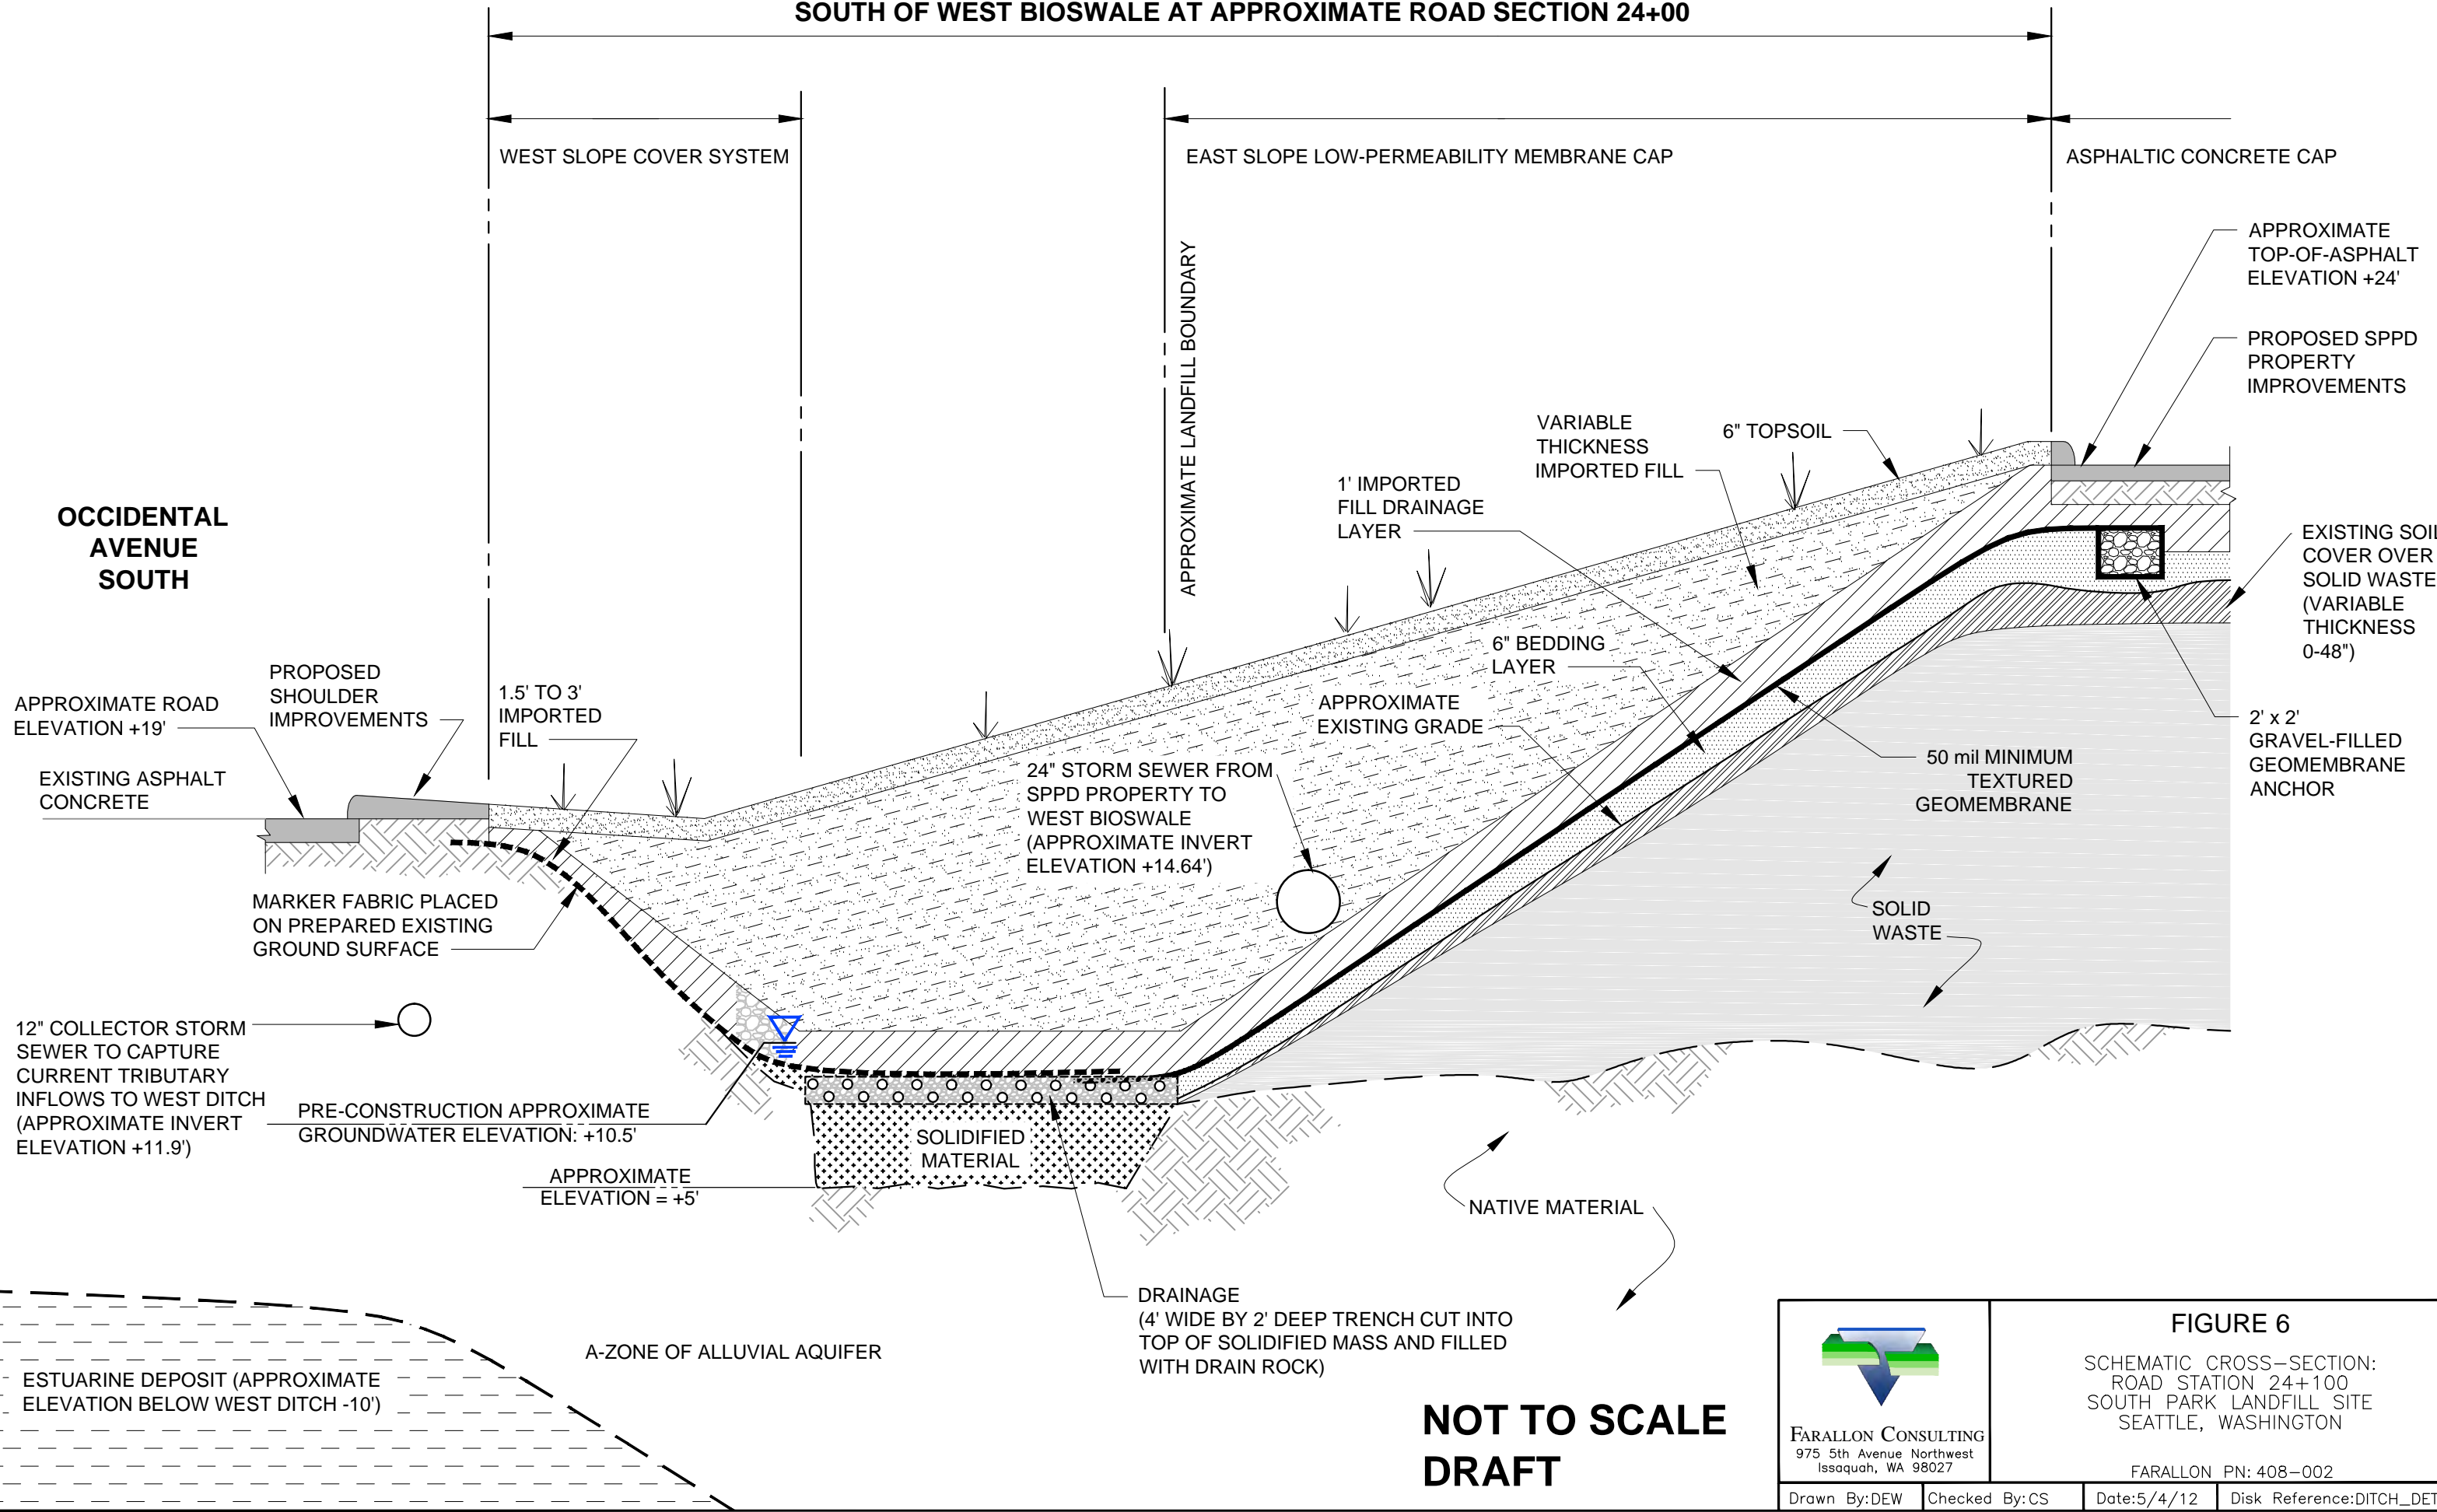 SOUTH OF WEST BIOSWALE AT APPROXIMATE ROAD SECTION 24+00
WEST SLOPE COVER SYSTEM
EAST SLOPE LOW-PERMEABILITY MEMBRANE CAP
ASPHALTIC CONCRETE CAP
APPROXIMATE LANDFILL BOUNDARY
APPROXIMATE
TOP-OF-ASPHALT
ELEVATION +24'
PROPOSED SPPD
PROPERTY
IMPROVEMENTS
VARIABLE
THICKNESS
IMPORTED FILL
6" TOPSOIL
1' IMPORTED
FILL DRAINAGE
LAYER
OCCIDENTAL
AVENUE
SOUTH
EXISTING SOIL
COVER OVER
SOLID WASTE
(VARIABLE
THICKNESS
0-48")
6" BEDDING
LAYER
APPROXIMATE
EXISTING GRADE
PROPOSED
SHOULDER
IMPROVEMENTS
1.5' TO 3'
IMPORTED
FILL
APPROXIMATE ROAD
ELEVATION +19'
EXISTING ASPHALT
CONCRETE
2' x 2'
GRAVEL-FILLED
GEOMEMBRANE
ANCHOR
50 mil MINIMUM
TEXTURED
GEOMEMBRANE
24" STORM SEWER FROM
SPPD PROPERTY TO
WEST BIOSWALE
(APPROXIMATE INVERT
ELEVATION +14.64')
MARKER FABRIC PLACED
ON PREPARED EXISTING
GROUND SURFACE
SOLID
WASTE
12" COLLECTOR STORM
SEWER TO CAPTURE
CURRENT TRIBUTARY
INFLOWS TO WEST DITCH
(APPROXIMATE INVERT
ELEVATION +11.9')
PRE-CONSTRUCTION APPROXIMATE
GROUNDWATER ELEVATION: +10.5'
SOLIDIFIED
MATERIAL
APPROXIMATE
ELEVATION = +5'
NATIVE MATERIAL
DRAINAGE
(4' WIDE BY 2' DEEP TRENCH CUT INTO
TOP OF SOLIDIFIED MASS AND FILLED
WITH DRAIN ROCK)
A-ZONE OF ALLUVIAL AQUIFER
ESTUARINE DEPOSIT (APPROXIMATE
ELEVATION BELOW WEST DITCH -10')
NOT TO SCALE
DRAFT
FARALLON CONSULTING
975 5th Avenue Northwest
Issaquah, WA 98027
FIGURE 6
SCHEMATIC CROSS-SECTION:
ROAD STATION 24+100
SOUTH PARK LANDFILL SITE
SEATTLE, WASHINGTON
FARALLON PN: 408-002
Drawn By:DEW
Checked By:CS
Date:5/4/12
Disk Reference:DITCH_DET